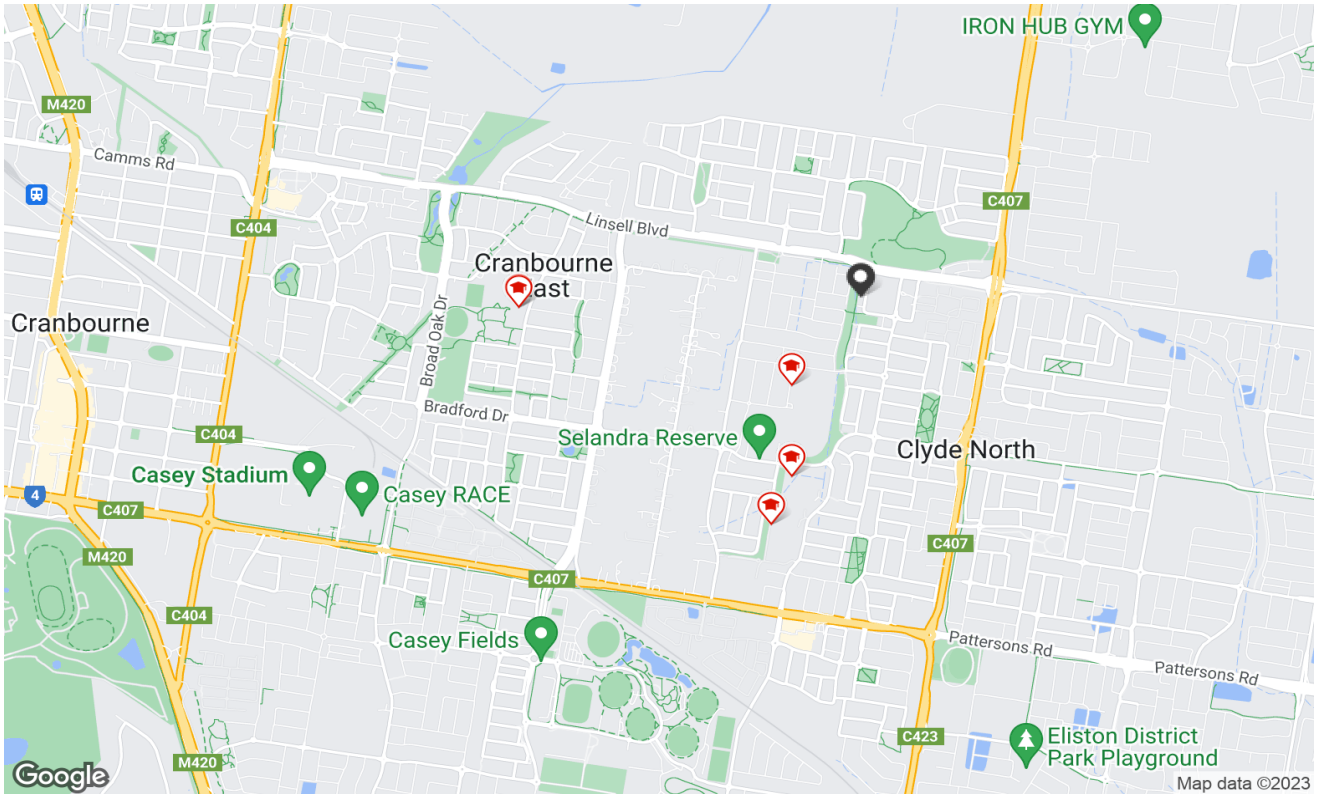 IRON HUB GYM
M420
Camms Rd
C407
C404
Linsell Blvd
Cranbourne
East
Cranbourne
Broad Oak Dr
Bradford Dr
C404
Selandra Reserve
Clyde North
Casey Stadium
Casey RACE
4
C407
C407
M420
C407
C404
Casey Fields
Pattersons Rd
Pattersons Rd
C423
Eliston District
Park Playground
M420
Google
Map data ©2023